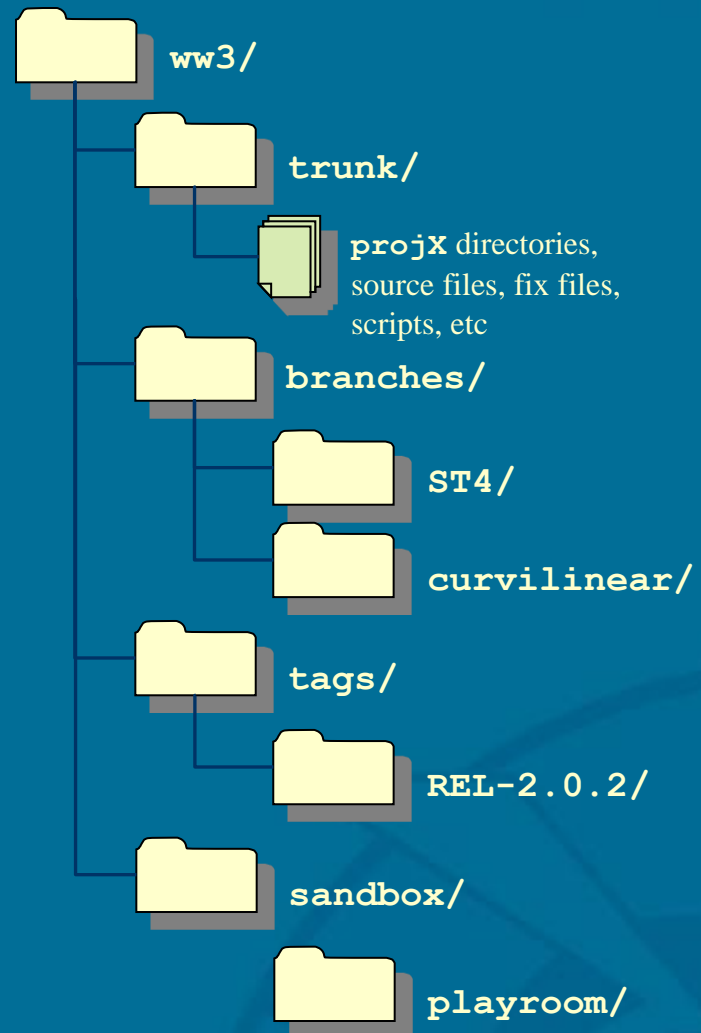 ww3/
trunk/
projX directories,
source files, fix files,
scripts, etc
branches/
ST4/
curvilinear/
tags/
REL-2.0.2/
sandbox/
playroom/